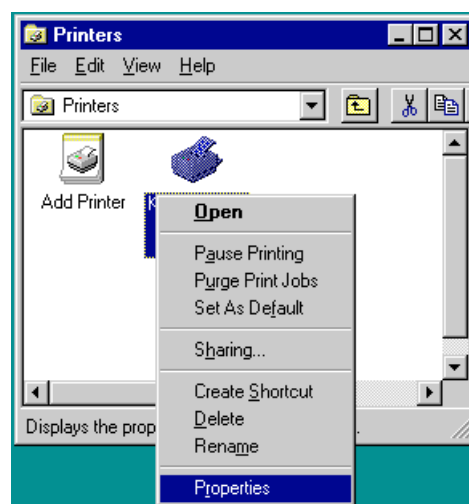 Printers
File Edit View Help
Printers
Add Printer K
Open
Pause Printing
Purge Print Jobs
Set As Default
Sharing...
Create Shortcut
Delete
Rename
Displays the prop
Properties